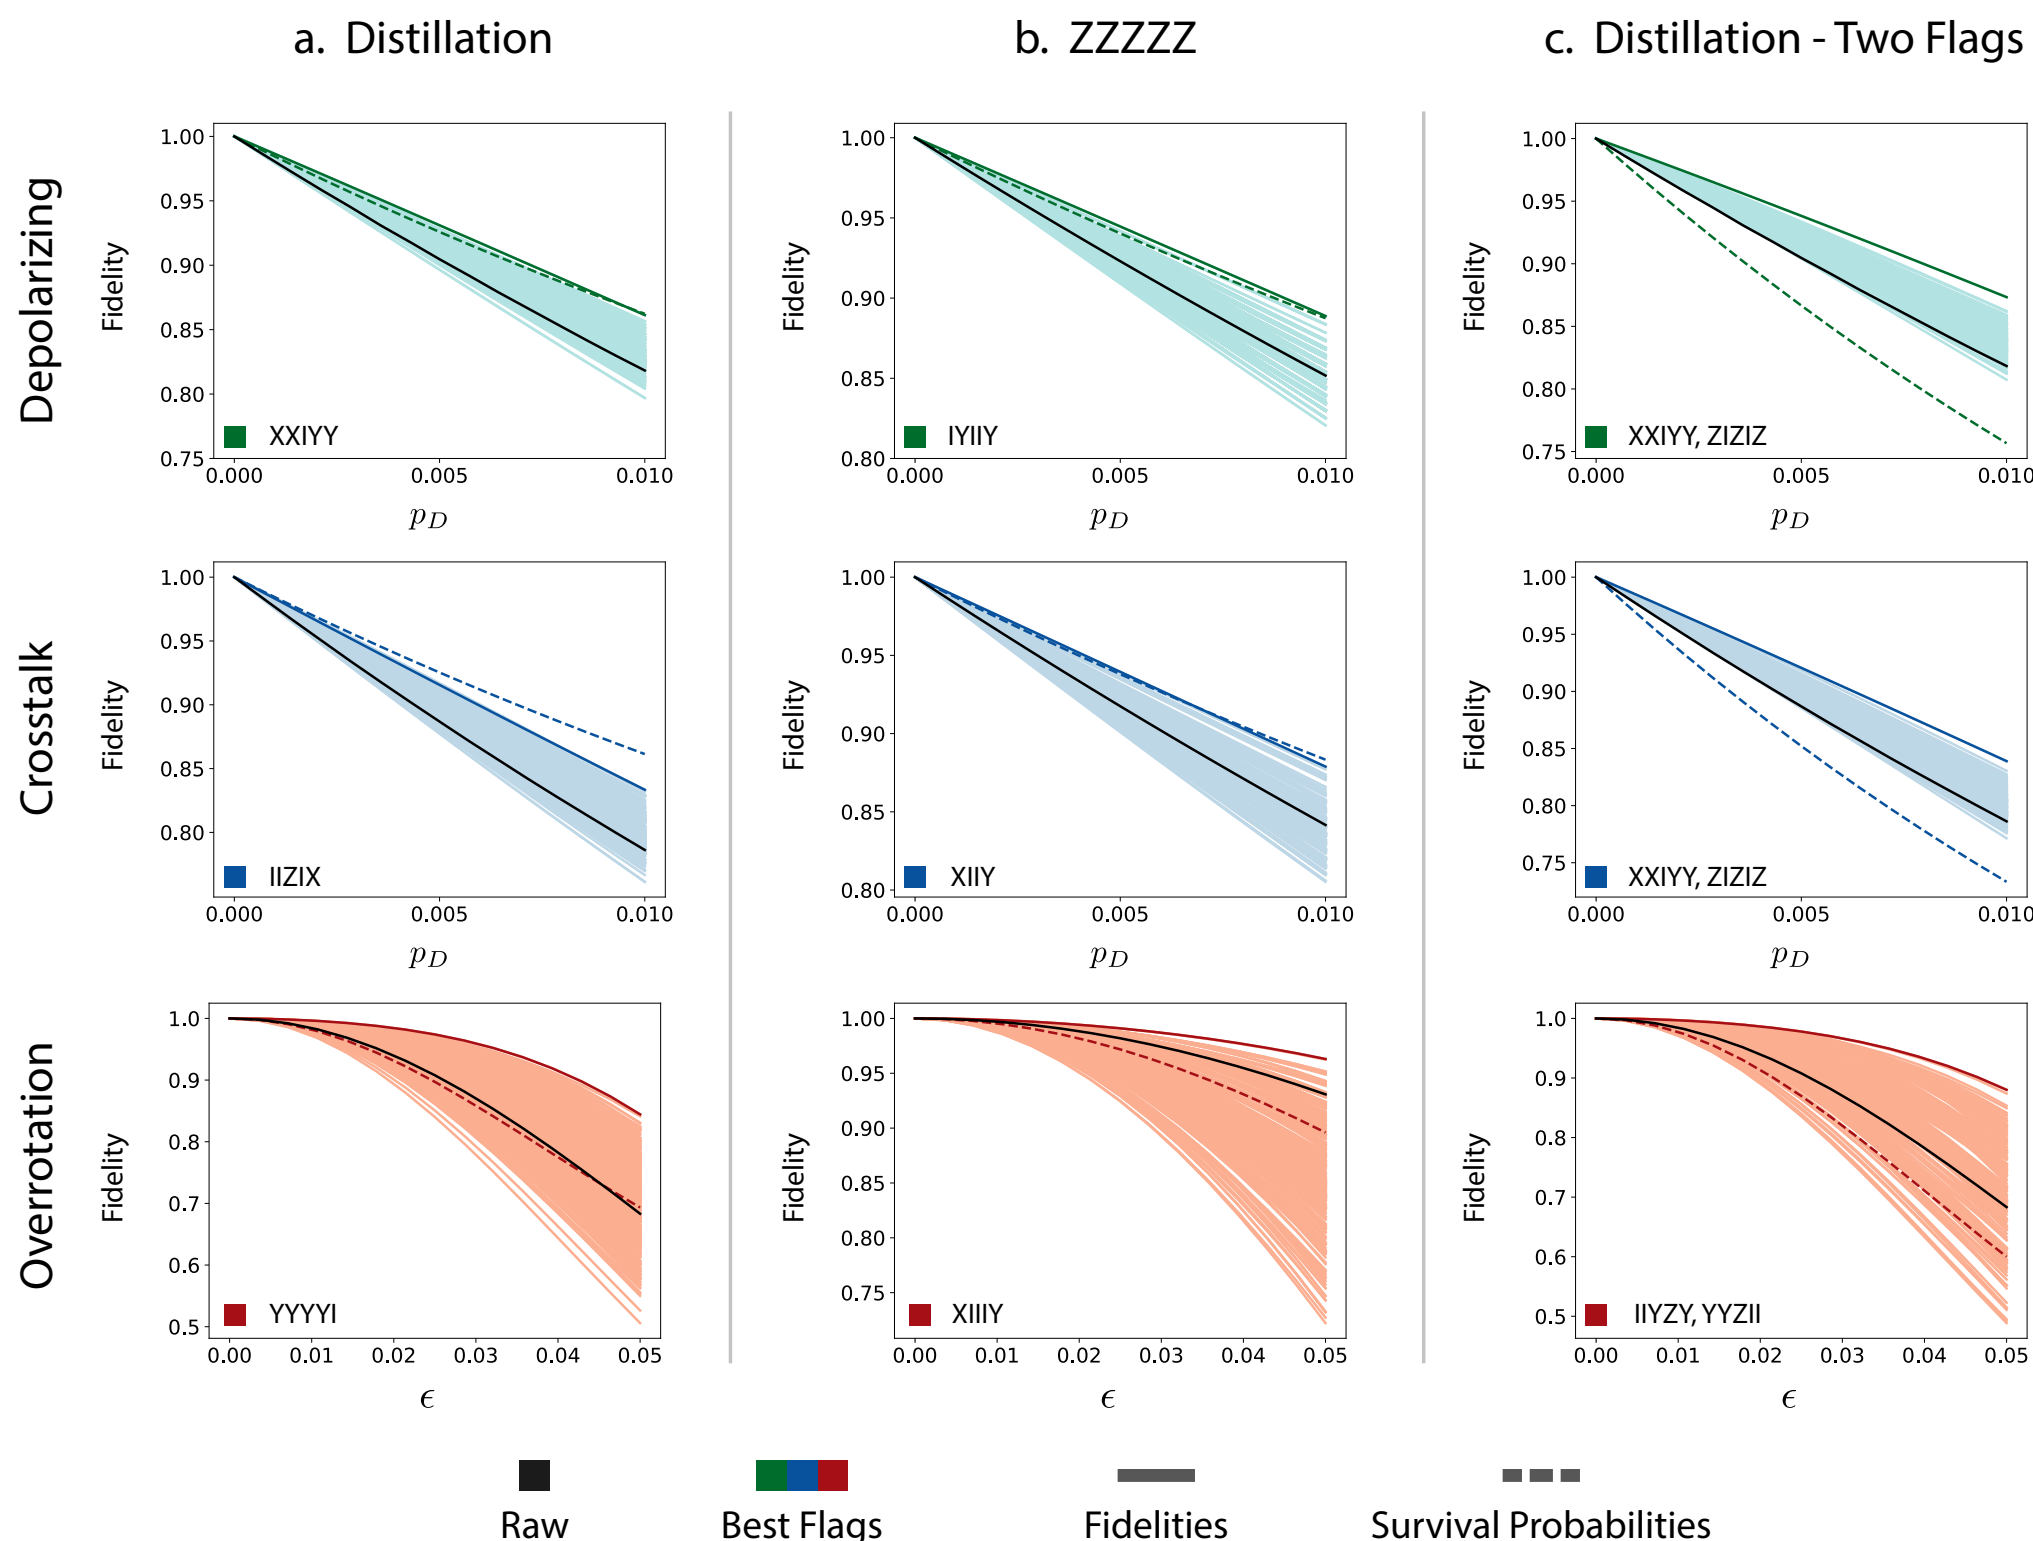 a. Distillation
b. ZZZZZ
c. Distillation - Two Flags
Depolarizing
Fidelity
1.00
0.95
0.90
0.85
0.80
0.75
XXIYY
0.000 0.005 0.010
p_D
Fidelity
1.00
0.95
0.90
0.85
0.80
IYIIY
0.000 0.005 0.010
p_D
Fidelity
1.00
0.95
0.90
0.85
0.80
0.75
XXIYY, ZIZIZ
0.000 0.005 0.010
p_D
Crosstalk
Fidelity
1.00
0.95
0.90
0.85
0.80
IIZIX
0.000 0.005 0.010
p_D
Fidelity
1.00
0.95
0.90
0.85
0.80
XIIY
0.000 0.005 0.010
p_D
Fidelity
1.00
0.95
0.90
0.85
0.80
0.75
XXIYY, ZIZIZ
0.000 0.005 0.010
p_D
Overrotation
Fidelity
1.0
0.9
0.8
0.7
0.6
0.5
YYYYI
0.00 0.01 0.02 0.03 0.04 0.05
ϵ
Fidelity
1.00
0.95
0.90
0.85
0.80
0.75
XIIIY
0.00 0.01 0.02 0.03 0.04 0.05
ϵ
Fidelity
1.0
0.9
0.8
0.7
0.6
0.5
IIYZY, YYZII
0.00 0.01 0.02 0.03 0.04 0.05
ϵ
Raw
Best Flags
Fidelities
Survival Probabilities